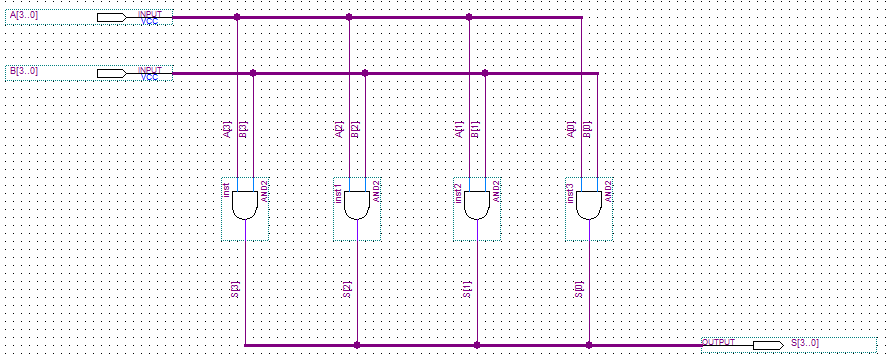 A[3..0] INPUT
VCC
B[3..0] INPUT
VCC
A[3] B[3] A[2] B[2] A[1] B[1] A[0] B[0]
inst AND2 inst1 AND2 inst2 AND2 inst3 AND2
S[3] S[2] S[1] S[0]
OUTPUT S[3..0]